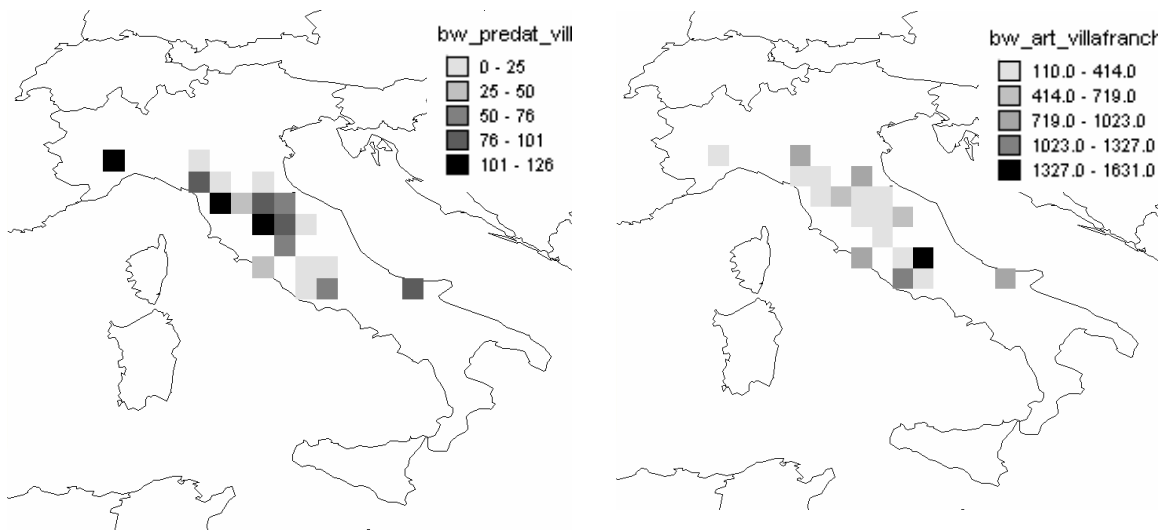 bw_predat_vill
0 - 25
25 - 50
50 - 76
76 - 101
101 - 126
bw_art_villafranch
110.0 - 414.0
414.0 - 719.0
719.0 - 1023.0
1023.0 - 1327.0
1327.0 - 1631.0